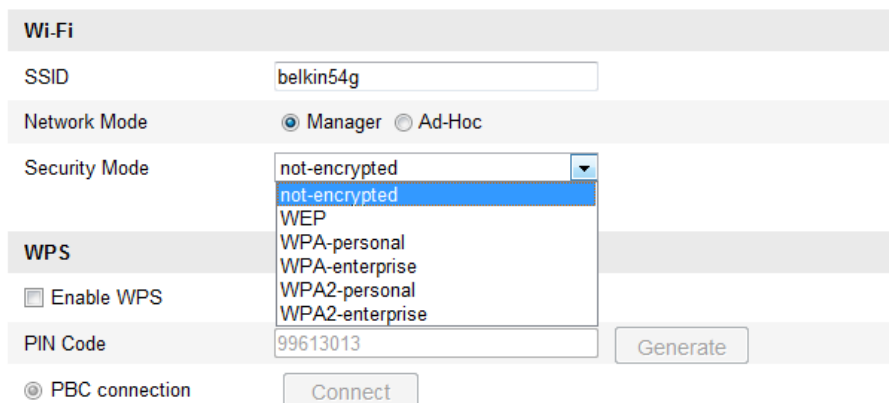 Wi-Fi
SSID belkin54g
Network Mode Manager Ad-Hoc
Security Mode not-encrypted
not-encrypted
WEP
WPA-personal
WPA-enterprise
WPA2-personal
WPA2-enterprise
WPS
Enable WPS
PIN Code 99613013 Generate
PBC connection Connect